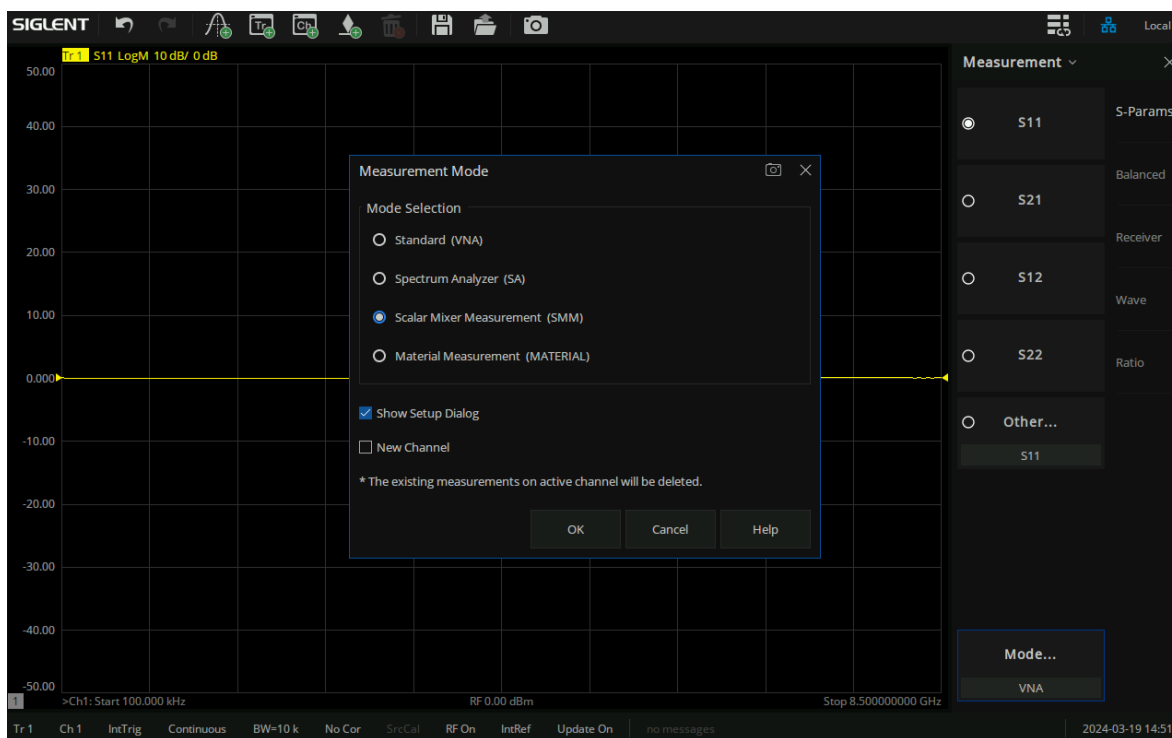 SIGLENT Tr Ch Local
Tr 1 S11 LogM 10 dB/ 0 dB
50.00
40.00
30.00
20.00
10.00
0.000
-10.00
-20.00
-30.00
-40.00
-50.00
1 >Ch1: Start 100.000 kHz RF 0.00 dBm Stop 8.500000000 GHz
Measurement Mode
Mode Selection
Standard (VNA)
Spectrum Analyzer (SA)
Scalar Mixer Measurement (SMM)
Material Measurement (MATERIAL)
Show Setup Dialog
New Channel
* The existing measurements on active channel will be deleted.
OK Cancel Help
Measurement
S11
S21
S12
S22
Other...
S11
Mode...
VNA
S-Params
Balanced
Receiver
Wave
Ratio
Tr 1 Ch 1 IntTrig Continuous BW=10 k No Cor SrcCal RF On IntRef Update On no messages 2024-03-19 14:51